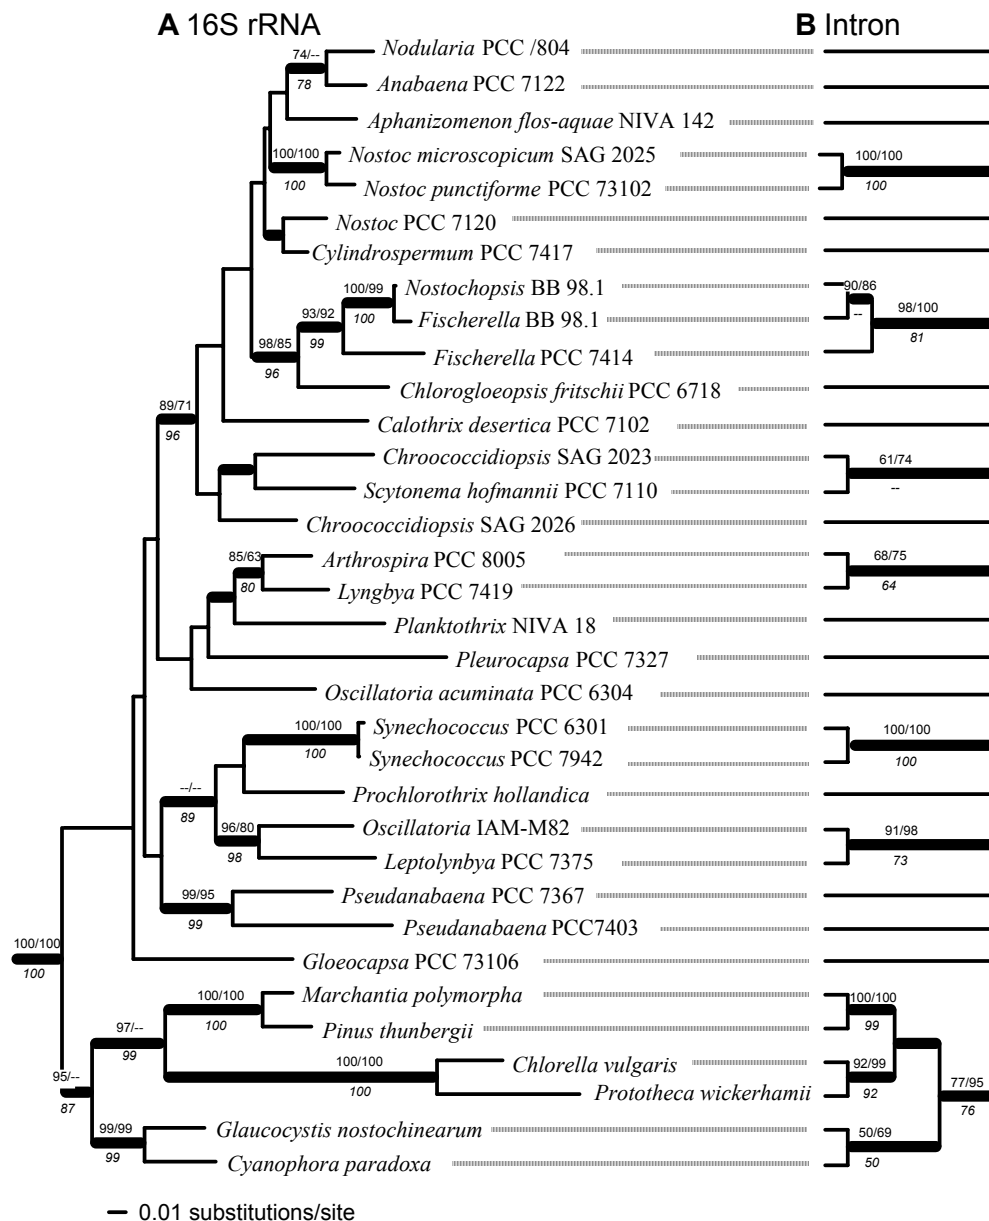 A 16S rRNA
B Intron
Nodularia PCC /804
74/--
78
Anabaena PCC 7122
Aphanizomenon flos-aquae NIVA 142
Nostoc microscopicum SAG 2025
100/100
100
100/100
100
Nostoc punctiforme PCC 73102
Nostoc PCC 7120
Cylindrospermum PCC 7417
Nostochopsis BB 98.1
100/99
100
90/86
--
98/100
81
Fischerella BB 98.1
93/92
99
98/85
96
Fischerella PCC 7414
Chlorogloeopsis fritschii PCC 6718
89/71
96
Calothrix desertica PCC 7102
Chroococcidiopsis SAG 2023
61/74
--
Scytonema hofmannii PCC 7110
Chroococcidiopsis SAG 2026
Arthrospira PCC 8005
85/63
80
68/75
64
Lyngbya PCC 7419
Planktothrix NIVA 18
Pleurocapsa PCC 7327
Oscillatoria acuminata PCC 6304
Synechococcus PCC 6301
100/100
100
100/100
100
Synechococcus PCC 7942
--/--
89
Prochlorothrix hollandica
Oscillatoria IAM-M82
96/80
98
91/98
73
Leptolynbya PCC 7375
Pseudanabaena PCC 7367
99/95
99
Pseudanabaena PCC7403
100/100
100
Gloeocapsa PCC 73106
Marchantia polymorpha
100/100
100
100/100
99
Pinus thunbergii
97/--
99
Chlorella vulgaris
100/100
100
92/99
92
Prototheca wickerhamii
95/--
87
77/95
76
Glaucocystis nostochinearum
99/99
99
50/69
50
Cyanophora paradoxa
0.01 substitutions/site